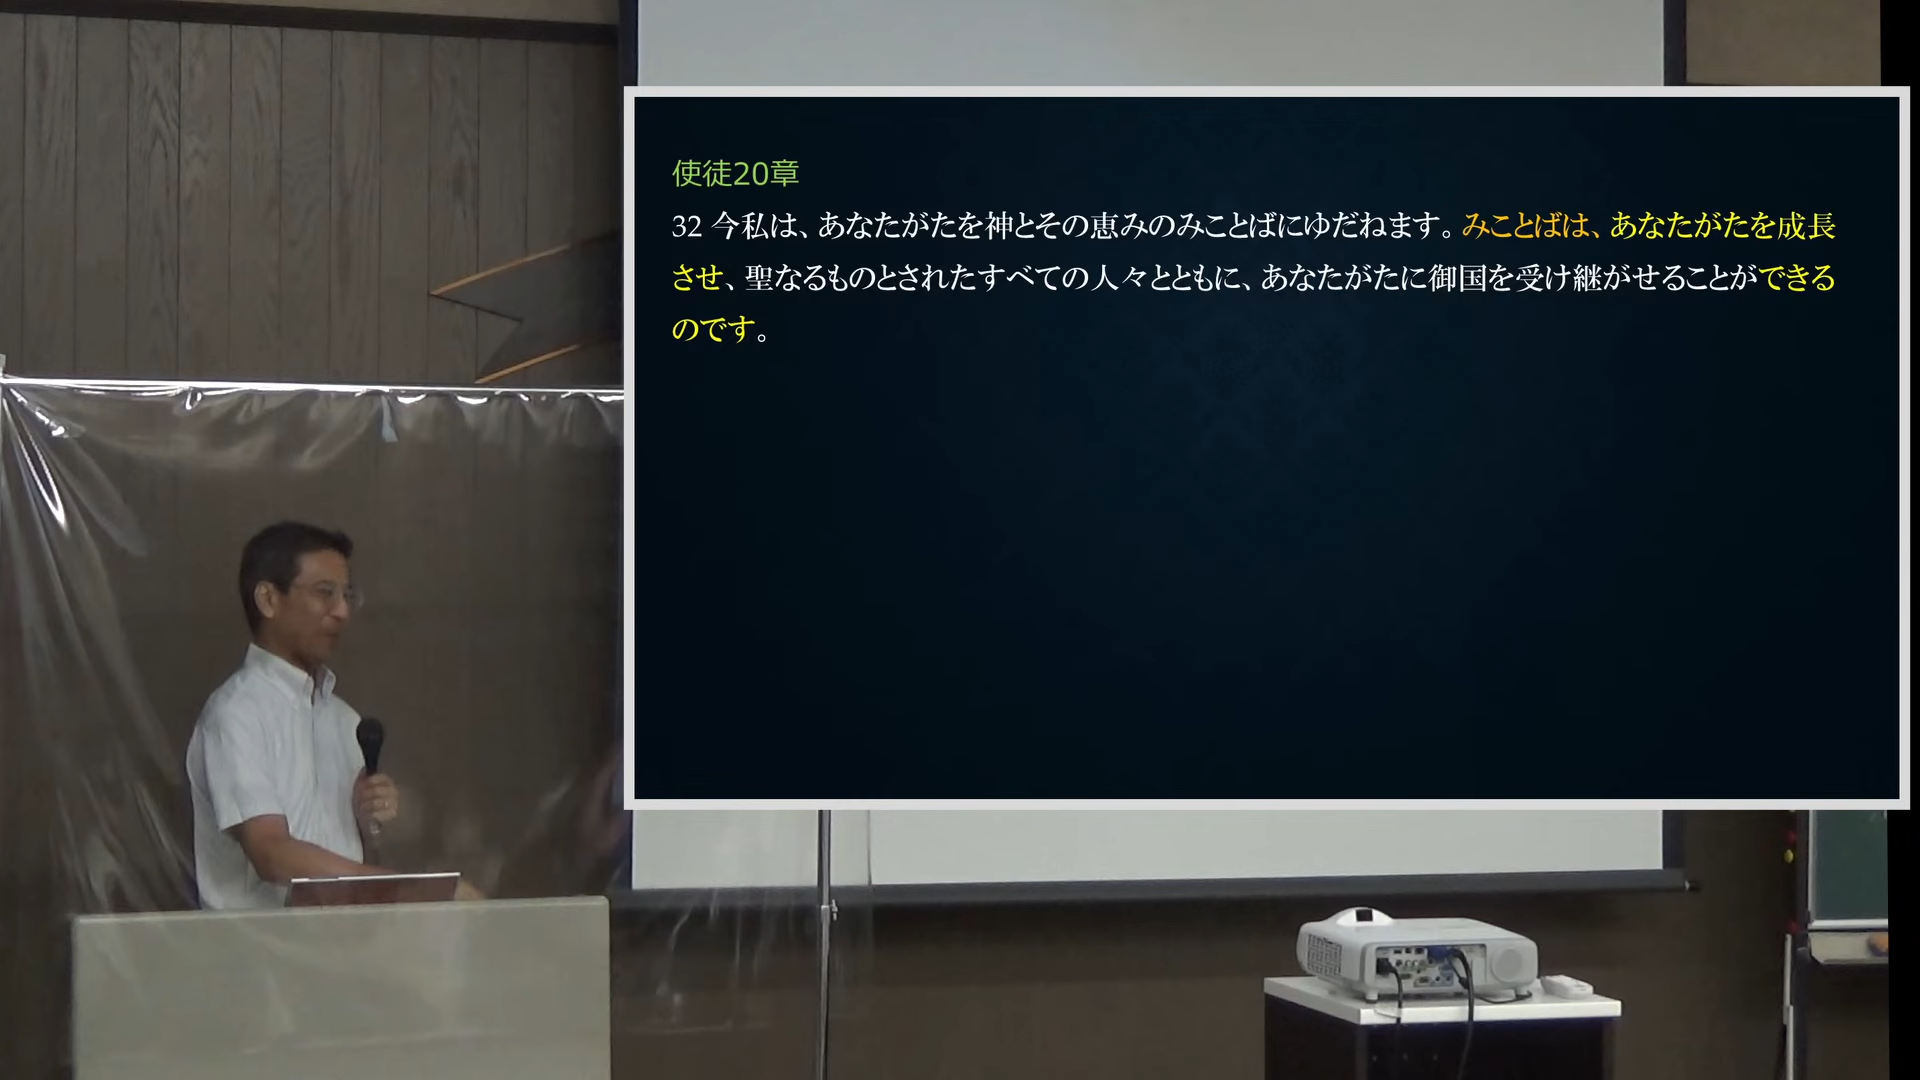 使徒20章
32 今私は、あなたがたを神とその恵みのみことばにゆだねます。みことばは、あなたがたを成長
させ、聖なるものとされたすべての人々とともに、あなたがたに御国を受け継がせることができる
のです。